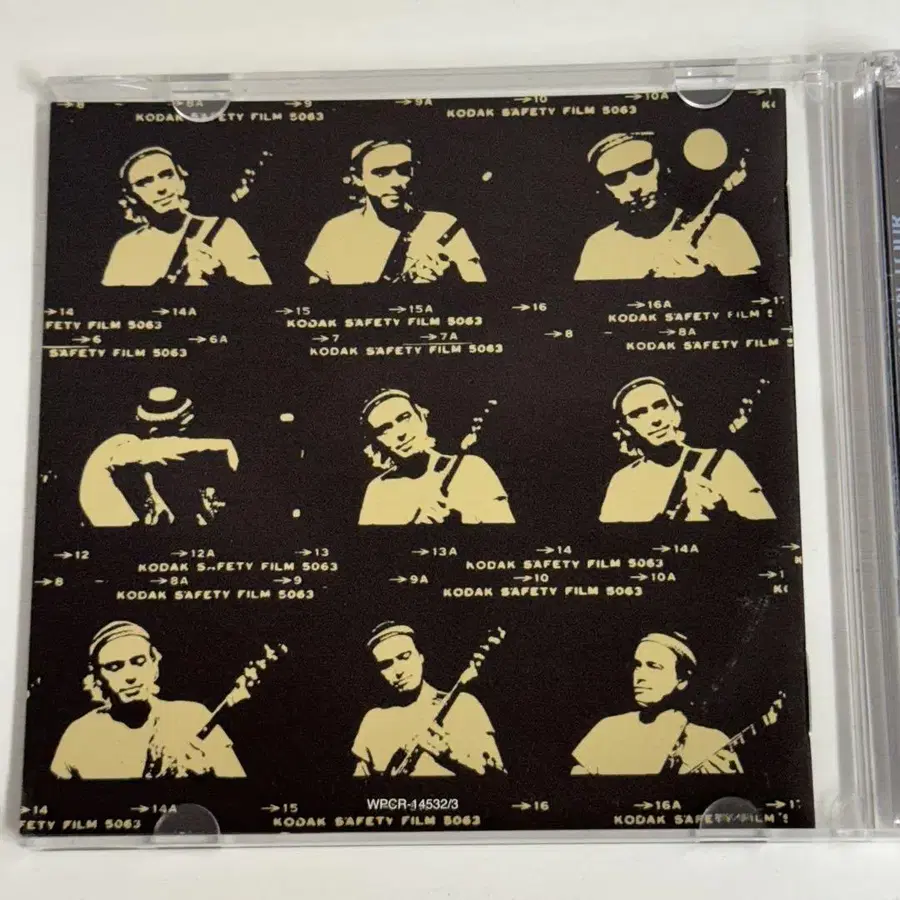 →8 →8A →9 →9A →10 →10A
KODAK SAFETY FILM 5063 KODAK SAFETY FILM 5063
→14 →14A →15 →15A →16 →16A
FETY FILM 5063 KODAK SAFETY FILM 5063 KODAK SAFETY FILM
→6 →6A →7 →7A →8 →8A
SAFETY FILM 5063 KODAK SAFETY FILM 5063 KODAK SAFETY FILM
→12 →12A →13 →13A →14 →14A
KODAK SAFETY FILM 5063 KODAK SAFETY FILM 5063
→8 →8A →9 →9A →10 →10A
KODAK SAFETY FILM 5063 KODAK SAFETY FILM 5063
WPCR-14532/3
→14 →14A →15 →16 →16A
FETY FILM 5063 KODAK SAFETY FILM 5063 KODAK SAFETY FILM